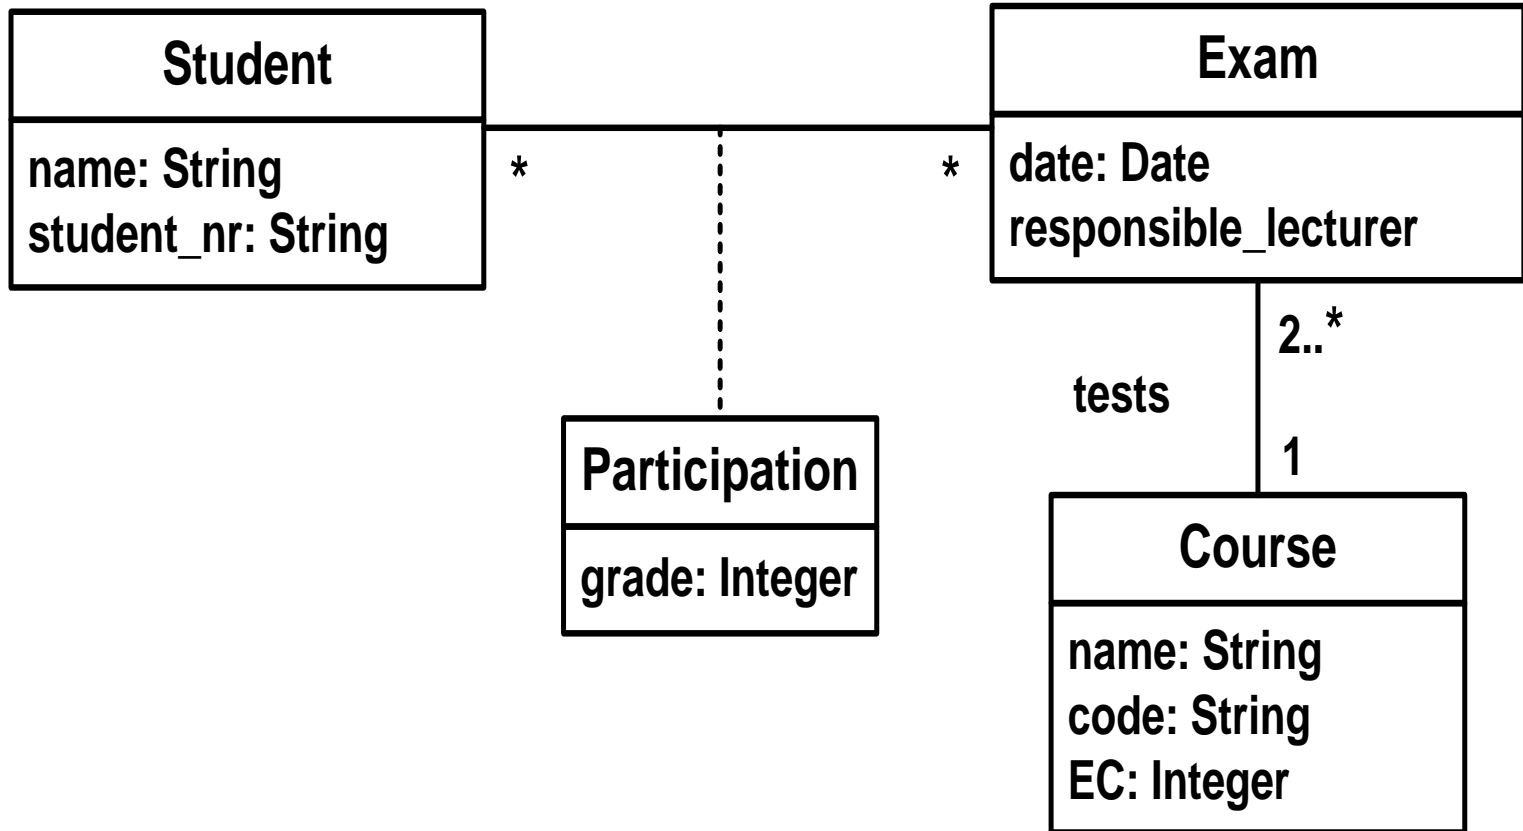 Student
name: String
student_nr: String
*
*
Exam
date: Date
responsible_lecturer
2..*
tests
1
Participation
grade: Integer
Course
name: String
code: String
EC: Integer